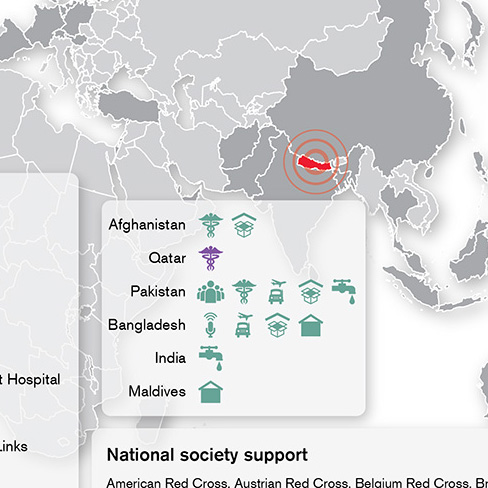 Afghanistan
Qatar
Pakistan
Bangladesh
India
Maldives
t Hospital
Links
National society support
American Red Cross, Austrian Red Cross, Belgium Red Cross, Br